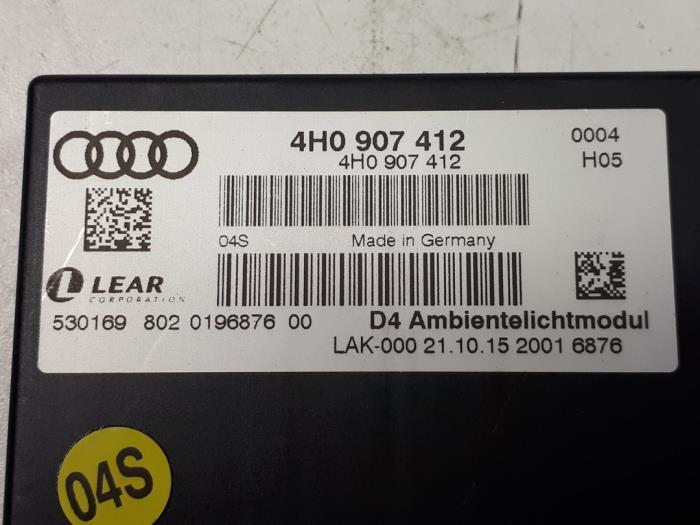 4H0 907 412
0004
4H0 907 412
H05
04S
Made in Germany
LEAR
CORPORATION
530169 802 0196876 00
D4 Ambientelichtmodul
LAK-000 21.10.15 2001 6876
04S